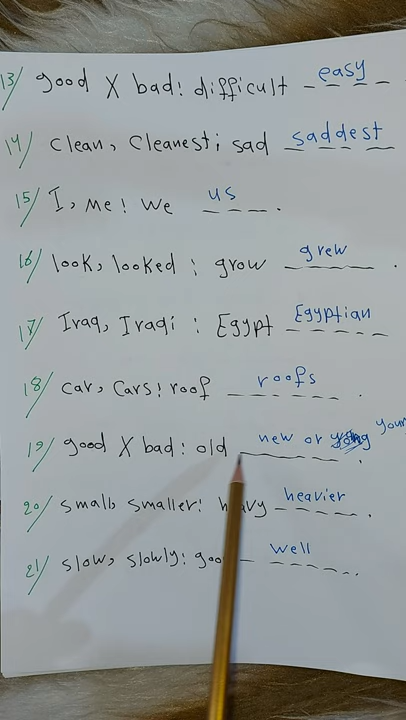 13/ good X bad: difficult easy
14/ clean, cleanest: sad saddest
15/ I, me: we us.
16/ look, looked: grow grew.
17/ Iraq, Iraqi: Egypt Egyptian
18/ car, cars: roof roofs.
19/ good X bad: old new or young.
20/ small, smaller: heavy heavier.
21/ slow, slowly: well.